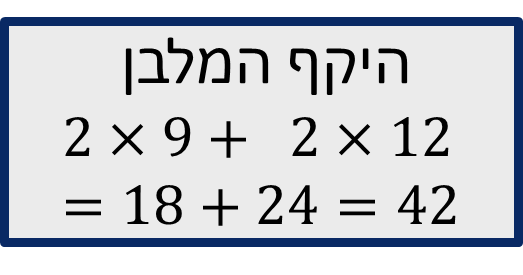 היקף המלבן
2 × 9 + 2 × 12
= 18 + 24 = 42